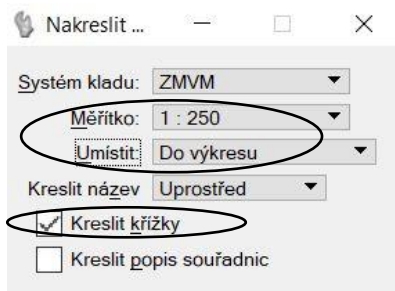 Nakreslit ...
Systém kladu: ZMVM
Měřítko: 1 : 250
Umístit: Do výkresu
Kreslit název Uprostřed
Kreslit křížky
Kreslit popis souřadnic